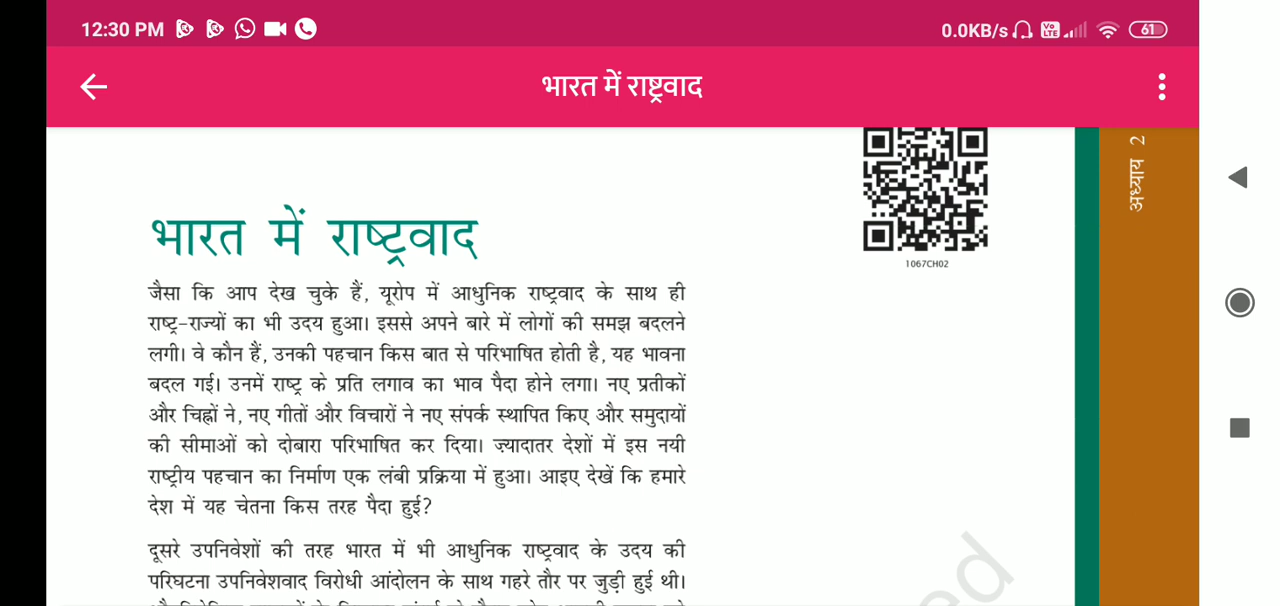 12:30 PM
0.0KB/s
Vo
LTE
61
भारत में राष्ट्रवाद
1067CH02
अध्याय 2
भारत में राष्ट्रवाद
जैसा कि आप देख चुके हैं, यूरोप में आधुनिक राष्ट्रवाद के साथ ही
राष्ट्र-राज्यों का भी उदय हुआ। इससे अपने बारे में लोगों की समझ बदलने
लगी। वे कौन हैं, उनकी पहचान किस बात से परिभाषित होती है, यह भावना
बदल गई। उनमें राष्ट्र के प्रति लगाव का भाव पैदा होने लगा। नए प्रतीकों
और चिह्नों ने, नए गीतों और विचारों ने नए संपर्क स्थापित किए और समुदायों
की सीमाओं को दोबारा परिभाषित कर दिया। ज़्यादातर देशों में इस नयी
राष्ट्रीय पहचान का निर्माण एक लंबी प्रक्रिया में हुआ। आइए देखें कि हमारे
देश में यह चेतना किस तरह पैदा हुई?
दूसरे उपनिवेशों की तरह भारत में भी आधुनिक राष्ट्रवाद के उदय की
परिघटना उपनिवेशवाद विरोधी आंदोलन के साथ गहरे तौर पर जुड़ी हुई थी।